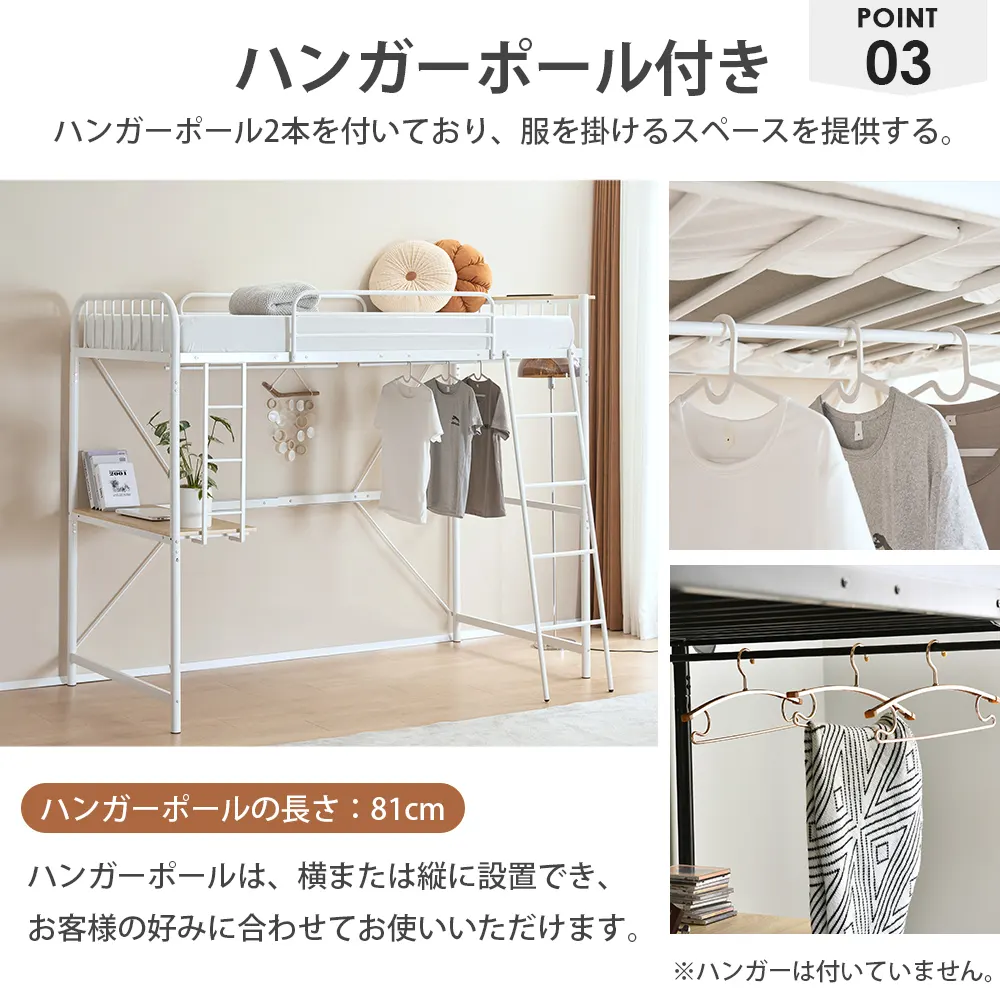 POINT
03
ハンガーポール付き
ハンガーポール2本を付いており、服を掛けるスペースを提供する。
2001
ハンガーポールの長さ：81cm
ハンガーポールは、横または縦に設置でき、
お客様の好みに合わせてお使いいただけます。
※ハンガーは付いていません。